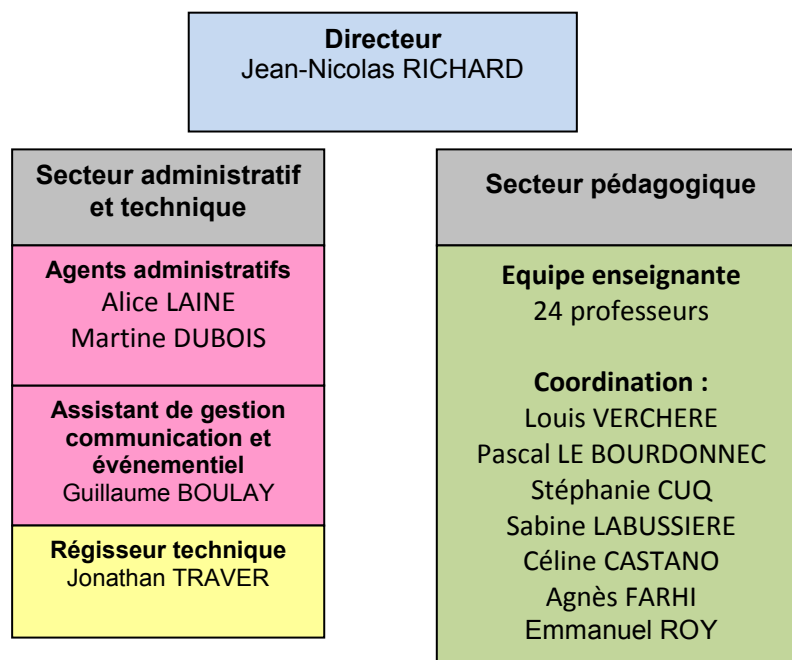 Directeur
Jean-Nicolas RICHARD
Secteur administratif
et technique
Agents administratifs
Alice LAINE
Martine DUBOIS
Assistant de gestion
communication et
événementiel
Guillaume BOULAY
Régisseur technique
Jonathan TRAVER
Secteur pédagogique
Equipe enseignante
24 professeurs
Coordination :
Louis VERCHERE
Pascal LE BOURDONNEC
Stéphanie CUQ
Sabine LABUSSIERE
Céline CASTANO
Agnès FARHI
Emmanuel ROY